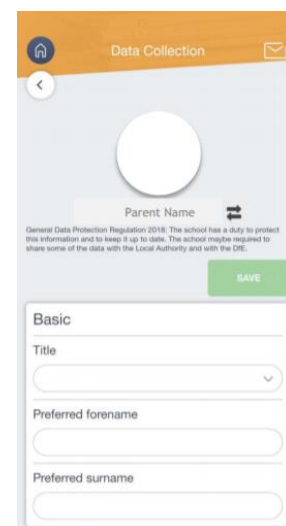 Data Collection
Parent Name
General Data Protection Regulation 2018: The school has a duty to protect
this information and to keep it up to date. The school maybe required to
share some of the data with the Local Authority and with the DfE.
SAVE
Basic
Title
Preferred forename
Preferred surname